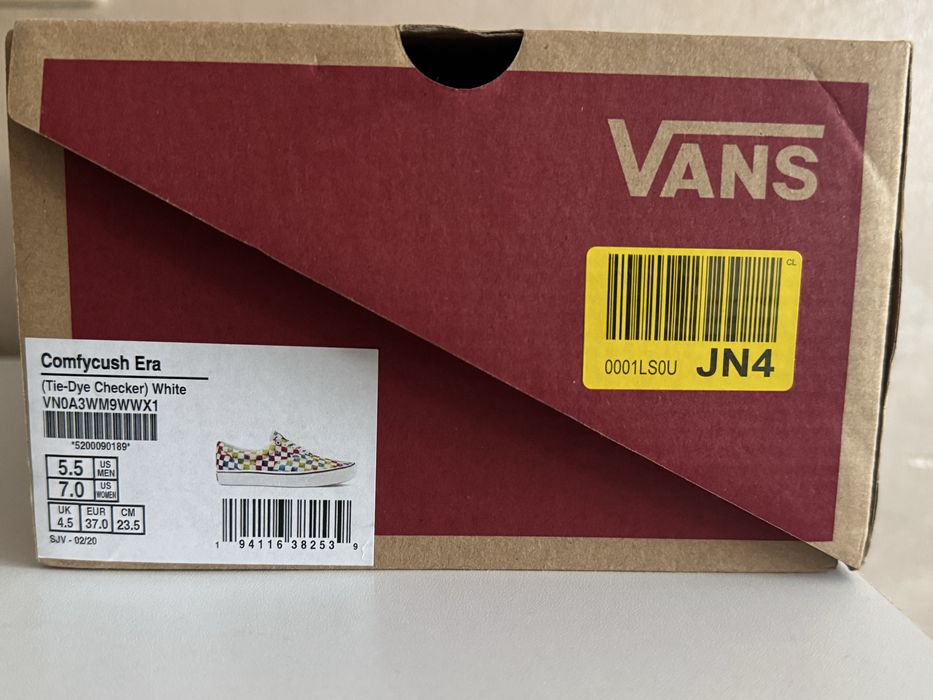 VANS
CL
0001LS0U JN4
Comfycush Era
(Tie-Dye Checker) White
VN0A3WM9WWX1
*5200090189*
5.5 US MEN
7.0 US WOMEN
UK EUR CM
4.5 37.0 23.5
SJV - 02/20
1 94116 38253 9